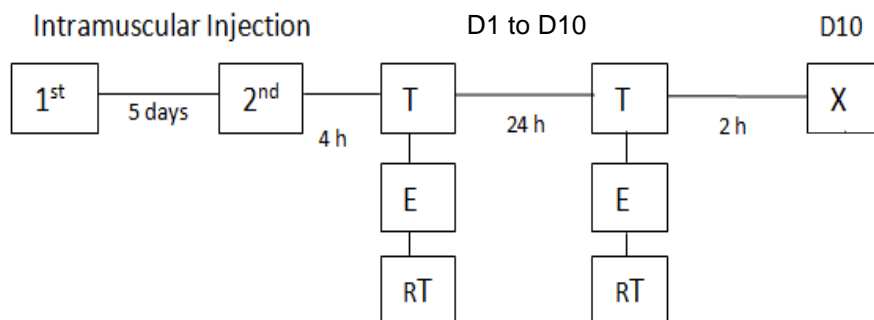 Intramuscular Injection D1 to D10 D10
1st 2nd T T X
5 days 4 h 24 h 2 h
E E
RT RT